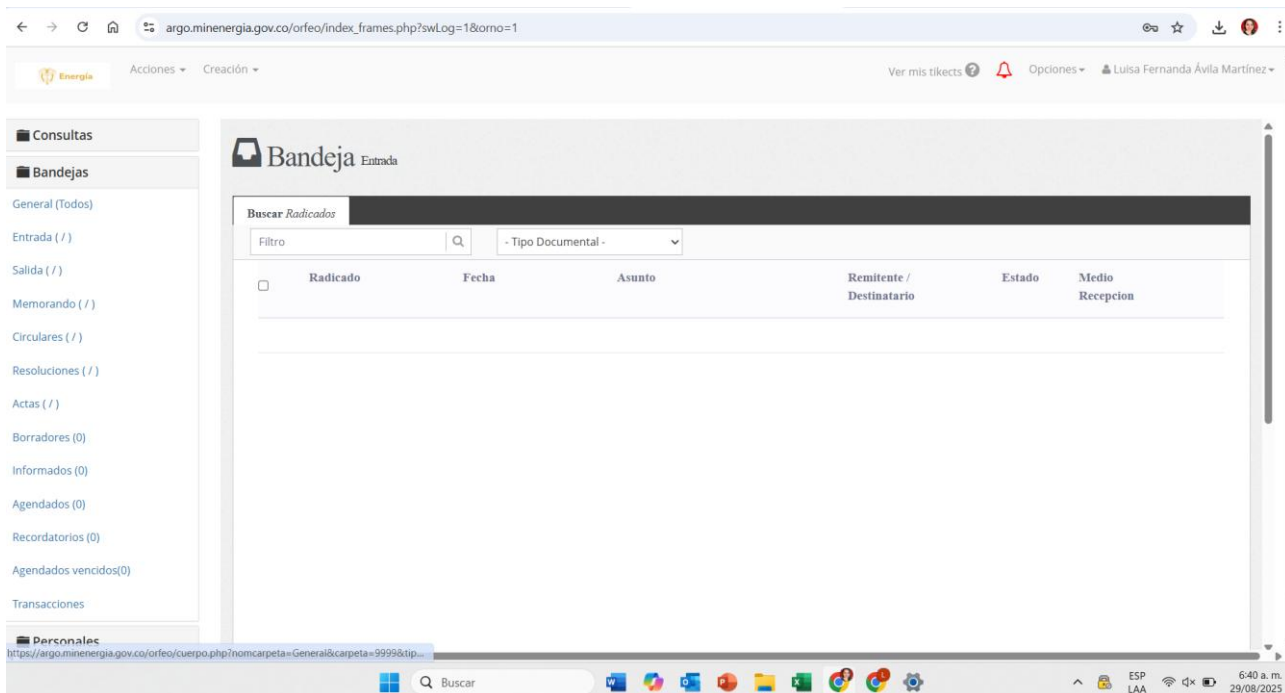 argo.minenergia.gov.co/orfeo/index_frames.php?swLog=1&orno=1
Energía
Acciones
Creación
Ver mis tikects
Opciones
Luisa Fernanda Ávila Martínez
Consultas
Bandejas
General (Todos)
Entrada ( / )
Salida ( / )
Memorando ( / )
Circulares ( / )
Resoluciones ( / )
Actas ( / )
Borradores (0)
Informados (0)
Agendados (0)
Recordatorios (0)
Agendados vencidos(0)
Transacciones
Personales
Bandeja Entrada
Buscar Radicados
Filtro
- Tipo Documental -
Radicado Fecha Asunto Remitente / Estado Medio
Destinatario Recepcion
https://argo.minenergia.gov.co/orfeo/cuerpo.php?nomcarpeta=General&carpeta=9999&tip...
Buscar
ESP
LAA
6:40 a. m.
29/08/2025